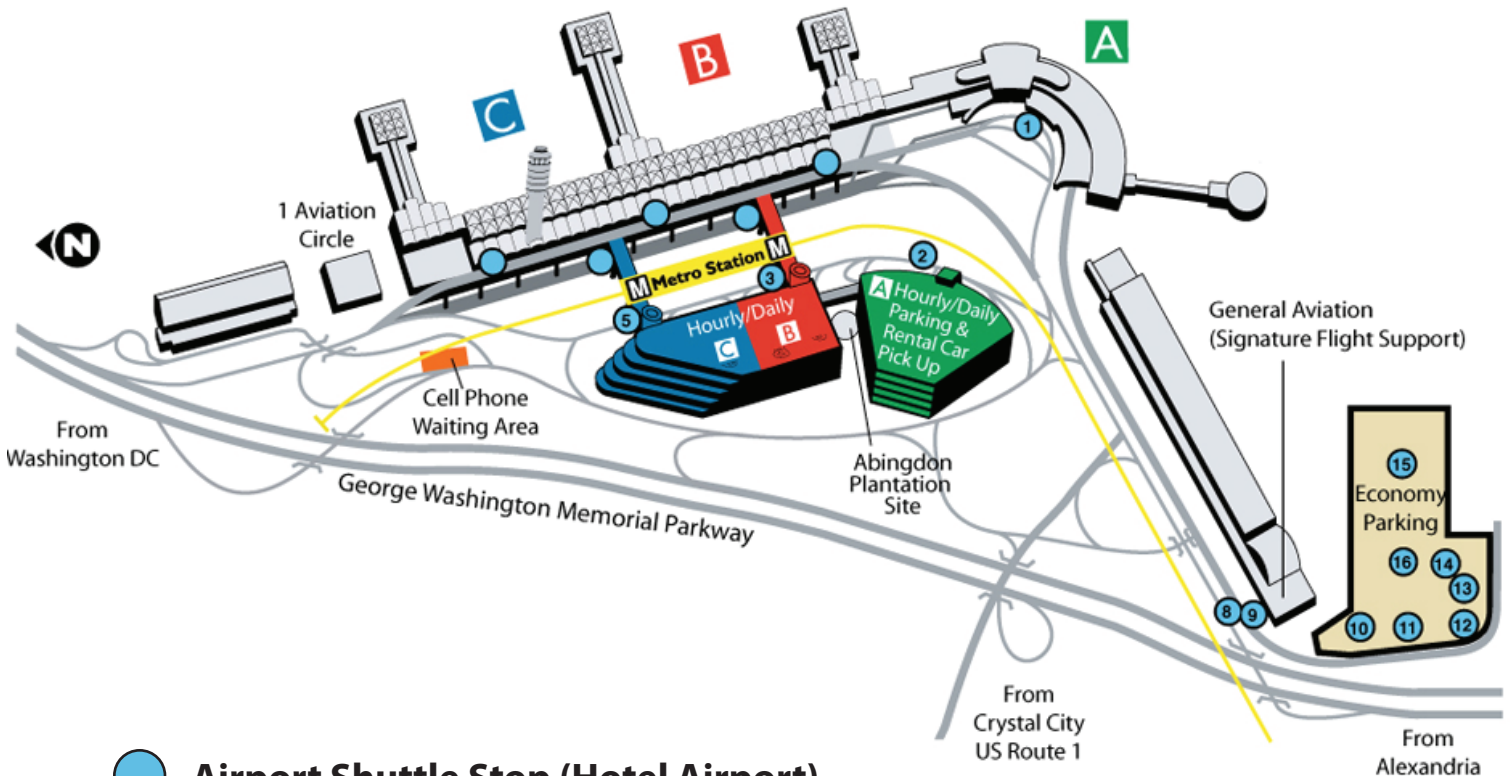 A
B
C
1
1 Aviation
Circle
N
2
M Metro Station M
3
5
Hourly/Daily
C
B
A Hourly/Daily
Parking &
Rental Car
Pick Up
General Aviation
(Signature Flight Support)
Cell Phone
Waiting Area
From
Washington DC
Abingdon
Plantation
Site
George Washington Memorial Parkway
15
Economy
Parking
16
14
13
8
9
10
11
12
From
Crystal City
US Route 1
From
Alexandria
Airport Shuttle Stop (Hotel Airport)